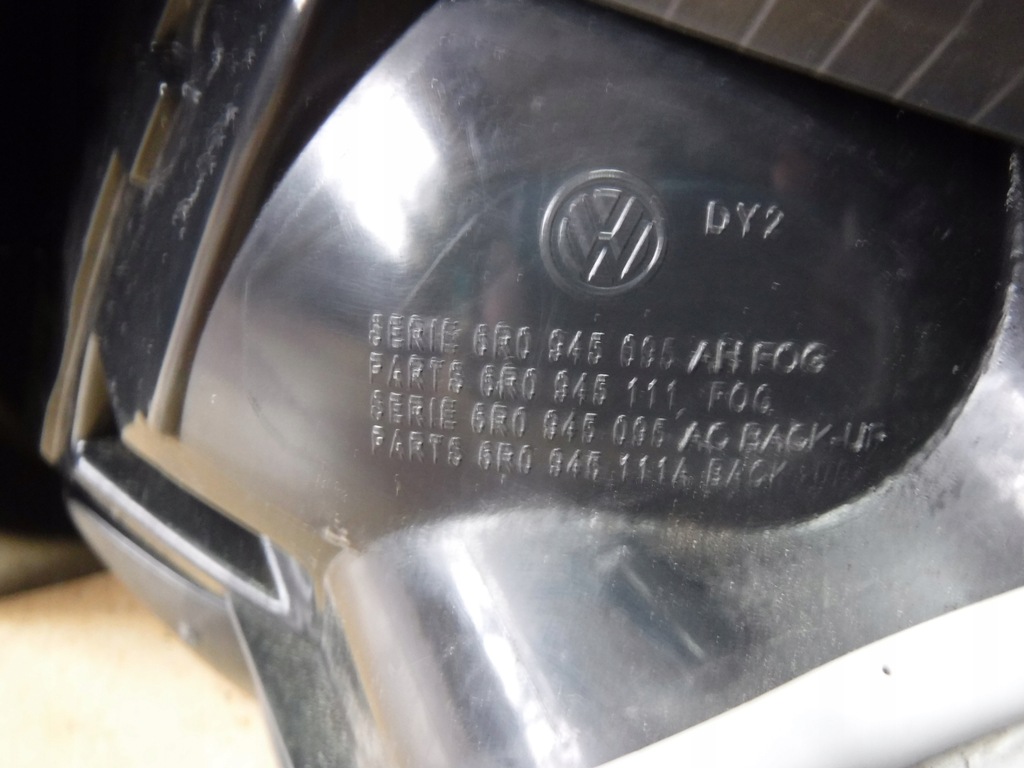 DY2
SERIE 6R0 945 095 AH FOG
PARTS 6R0 945 111 FOG
SERIE 6R0 945 095 AC BACK-UP
PARTS 6R0 945 111A BACK-UP